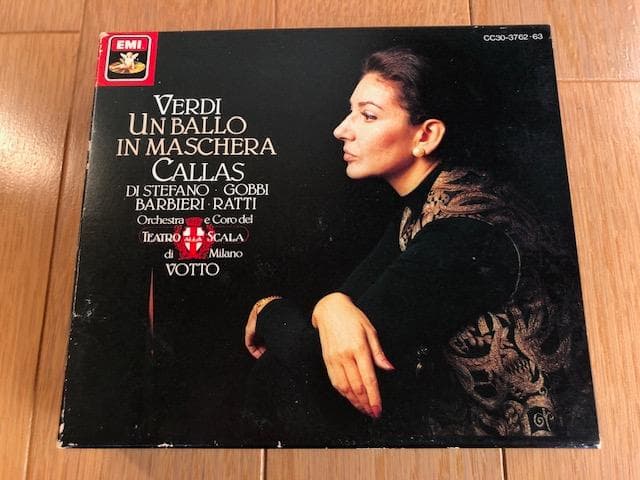 EMI
CC30-3762·63
VERDI
UN BALLO
IN MASCHERA
CALLAS
DI STEFANO · GOBBI
BARBIERI · RATTI
Orchestra e Coro del
TEATRO ALLA SCALA
di Milano
VOTTO